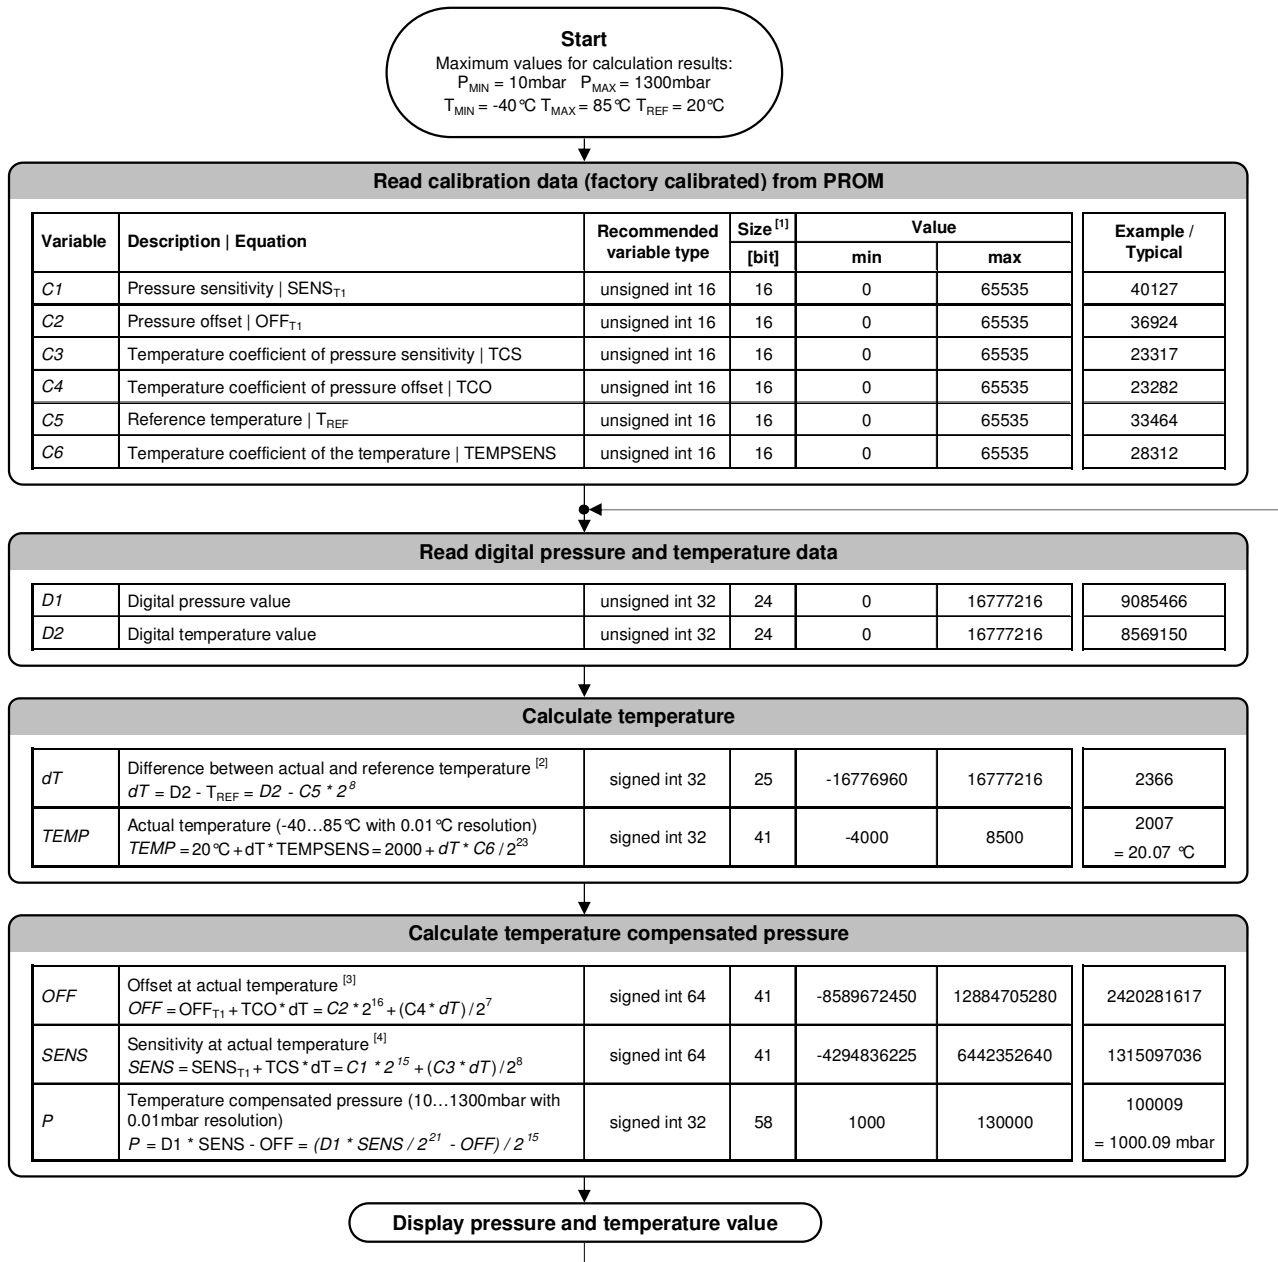 Start
Maximum values for calculation results:
P_MIN = 10mbar P_MAX = 1300mbar
T_MIN = -40°C T_MAX = 85°C T_REF = 20°C
Read calibration data (factory calibrated) from PROM
Variable | Description | Equation | Recommended variable type | Size [1] [bit] | Value min | max | Example / Typical
C1 Pressure sensitivity | SENS_T1 unsigned int 16 16 0 65535 40127
C2 Pressure offset | OFF_T1 unsigned int 16 16 0 65535 36924
C3 Temperature coefficient of pressure sensitivity | TCS unsigned int 16 16 0 65535 23317
C4 Temperature coefficient of pressure offset | TCO unsigned int 16 16 0 65535 23282
C5 Reference temperature | T_REF unsigned int 16 16 0 65535 33464
C6 Temperature coefficient of the temperature | TEMPSENS unsigned int 16 16 0 65535 28312
Read digital pressure and temperature data
D1 Digital pressure value unsigned int 32 24 0 16777216 9085466
D2 Digital temperature value unsigned int 32 24 0 16777216 8569150
Calculate temperature
dT Difference between actual and reference temperature [2]
dT = D2 - T_REF = D2 - C5 * 2^8 signed int 32 25 -16776960 16777216 2366
TEMP Actual temperature (-40…85°C with 0.01°C resolution)
TEMP = 20°C + dT * TEMPSENS = 2000 + dT * C6 / 2^23 signed int 32 41 -4000 8500 2007
= 20.07 °C
Calculate temperature compensated pressure
OFF Offset at actual temperature [3]
OFF = OFF_T1 + TCO * dT = C2 * 2^16 + (C4 * dT) / 2^7 signed int 64 41 -8589672450 12884705280 2420281617
SENS Sensitivity at actual temperature [4]
SENS = SENS_T1 + TCS * dT = C1 * 2^15 + (C3 * dT) / 2^8 signed int 64 41 -4294836225 6442352640 1315097036
P Temperature compensated pressure (10…1300mbar with
0.01mbar resolution)
P = D1 * SENS - OFF = (D1 * SENS / 2^21 - OFF) / 2^15 signed int 32 58 1000 130000 100009
= 1000.09 mbar
Display pressure and temperature value